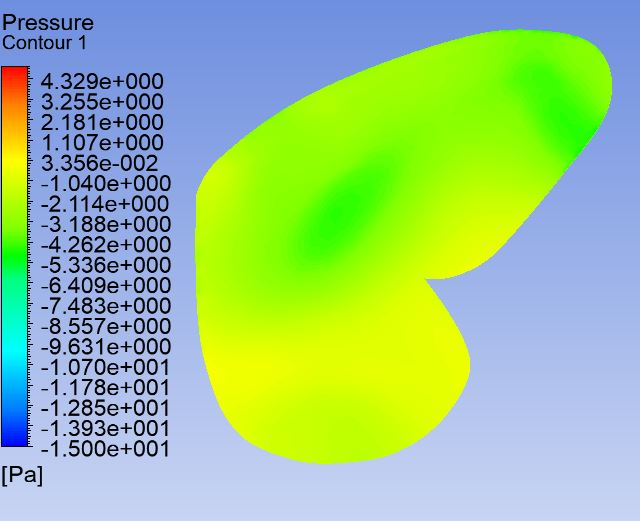 Pressure
Contour 1
4.329e+000
3.255e+000
2.181e+000
1.107e+000
3.356e-002
-1.040e+000
-2.114e+000
-3.188e+000
-4.262e+000
-5.336e+000
-6.409e+000
-7.483e+000
-8.557e+000
-9.631e+000
-1.070e+001
-1.178e+001
-1.285e+001
-1.393e+001
-1.500e+001
[Pa]